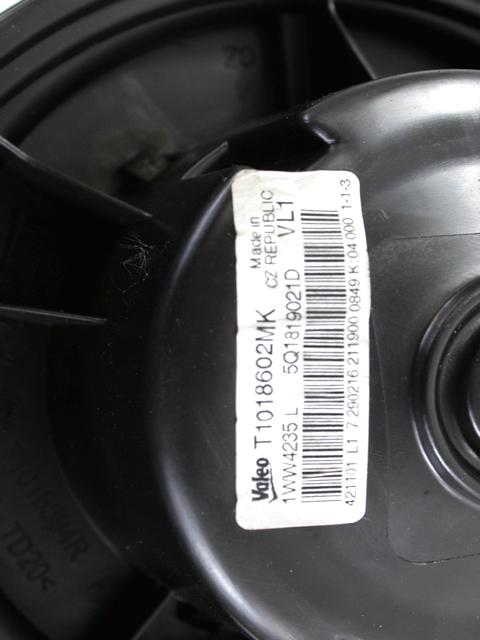 Valeo T1018602MK Made in
CZ REPUBLIC
1WW4235 L 5Q1819021D VL1
421101 L1 7 290216 211900 0849 K:04 000 1-1-3
70
TD20<